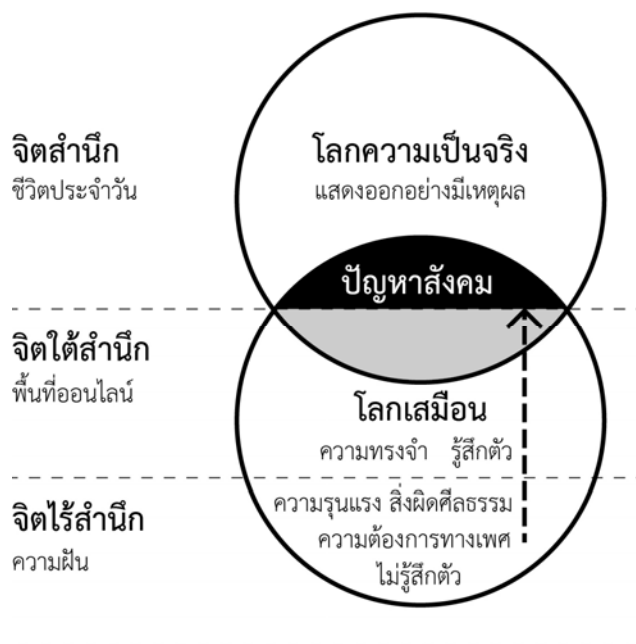 จิตสำนึก
ชีวิตประจำวัน
โลกความเป็นจริง
แสดงออกอย่างมีเหตุผล
ปัญหาสังคม
จิตใต้สำนึก
พื้นที่ออนไลน์
โลกเสมือน
ความทรงจำ รู้สึกตัว
จิตไร้สำนึก
ความฝัน
ความรุนแรง สิ่งผิดศีลธรรม
ความต้องการทางเพศ
ไม่รู้สึกตัว